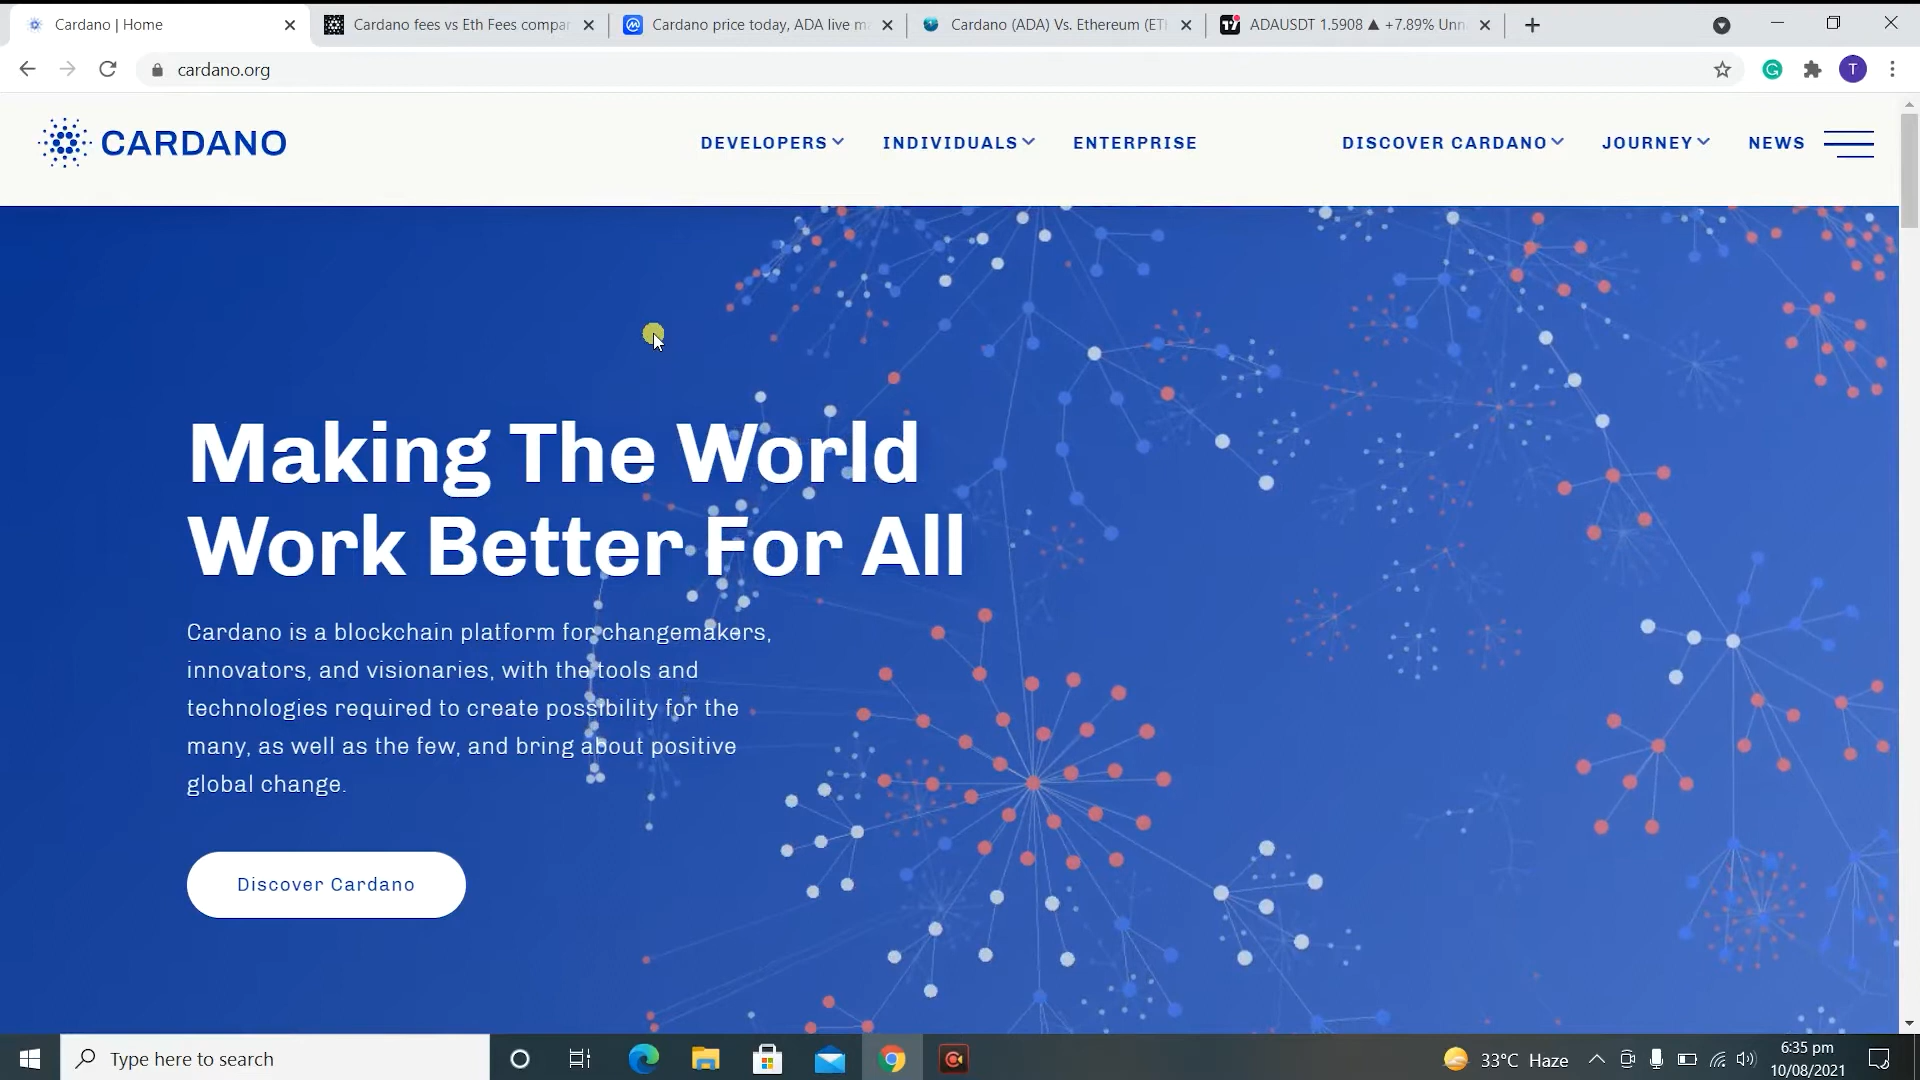 Cardano | Home
Cardano fees vs Eth Fees compar
Cardano price today, ADA live ma
Cardano (ADA) Vs. Ethereum (ETH
ADAUSDT 1.5908 ▲ +7.89% Unn
cardano.org
T
CARDANO
DEVELOPERS
INDIVIDUALS
ENTERPRISE
DISCOVER CARDANO
JOURNEY
NEWS
Making The World
Work Better For All
Cardano is a blockchain platform for changemakers,
innovators, and visionaries, with the tools and
technologies required to create possibility for the
many, as well as the few, and bring about positive
global change.
Discover Cardano
Type here to search
33°C Haze
6:35 pm
10/08/2021